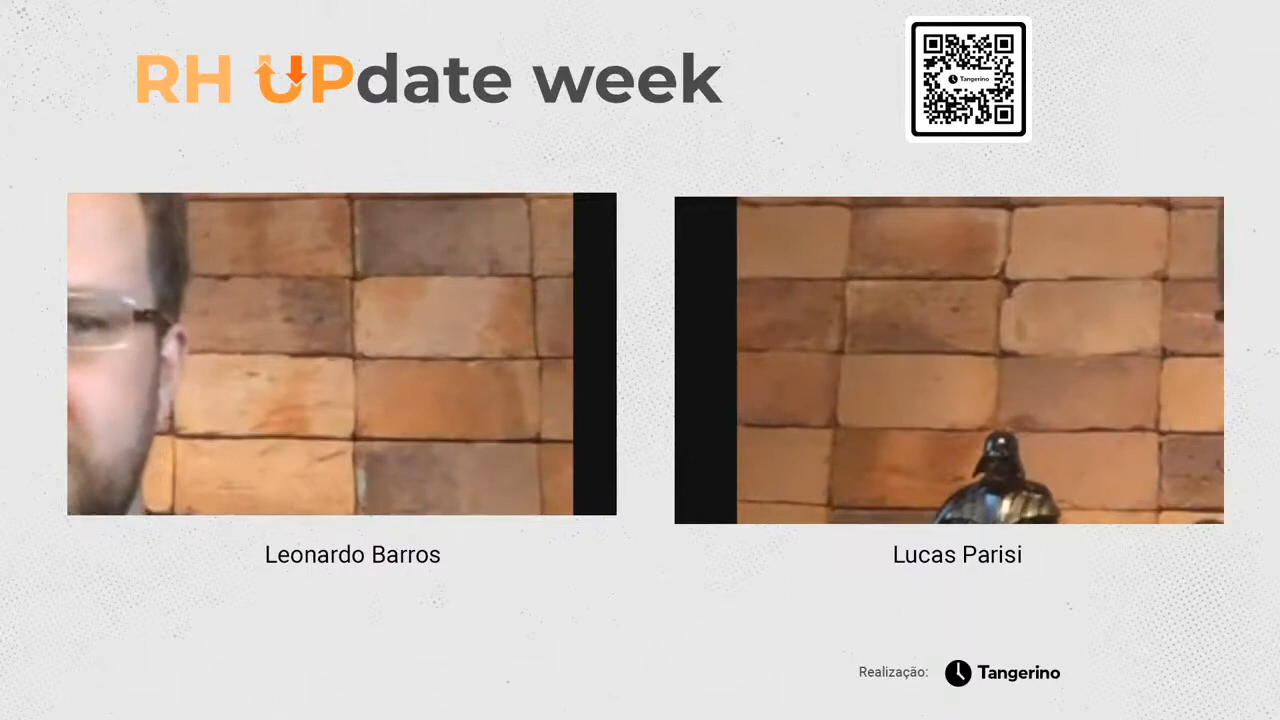 RH UPdate week
Tangerino
Leonardo Barros
Lucas Parisi
Realização: Tangerino